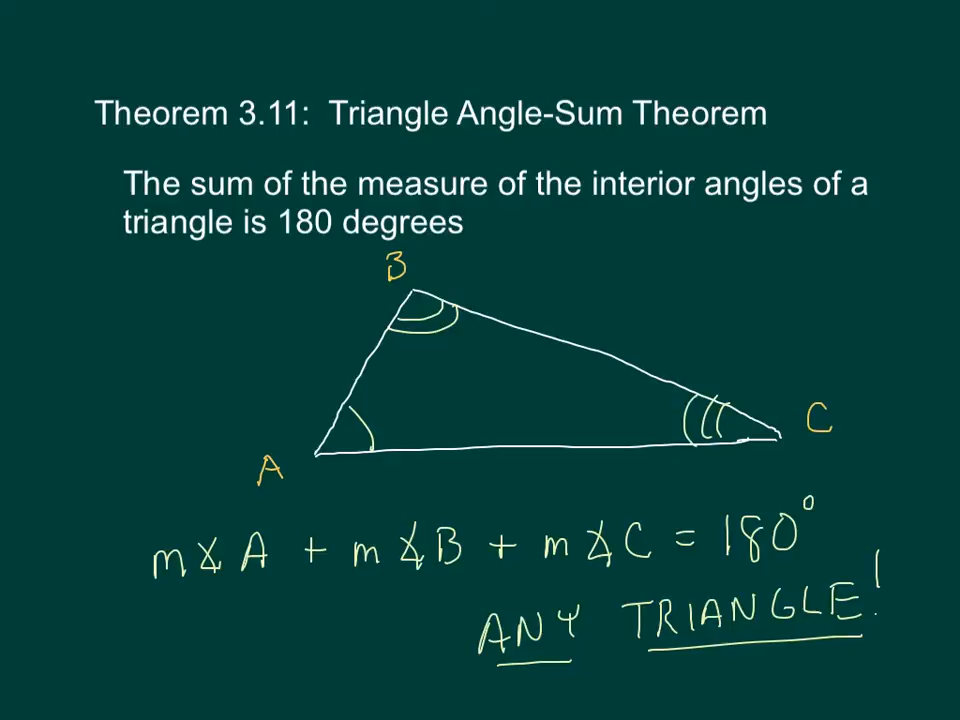 Theorem 3.11: Triangle Angle-Sum Theorem
The sum of the measure of the interior angles of a
triangle is 180 degrees
B
C
A
m∡A + m∡B + m∡C = 180°
ANY TRIANGLE!